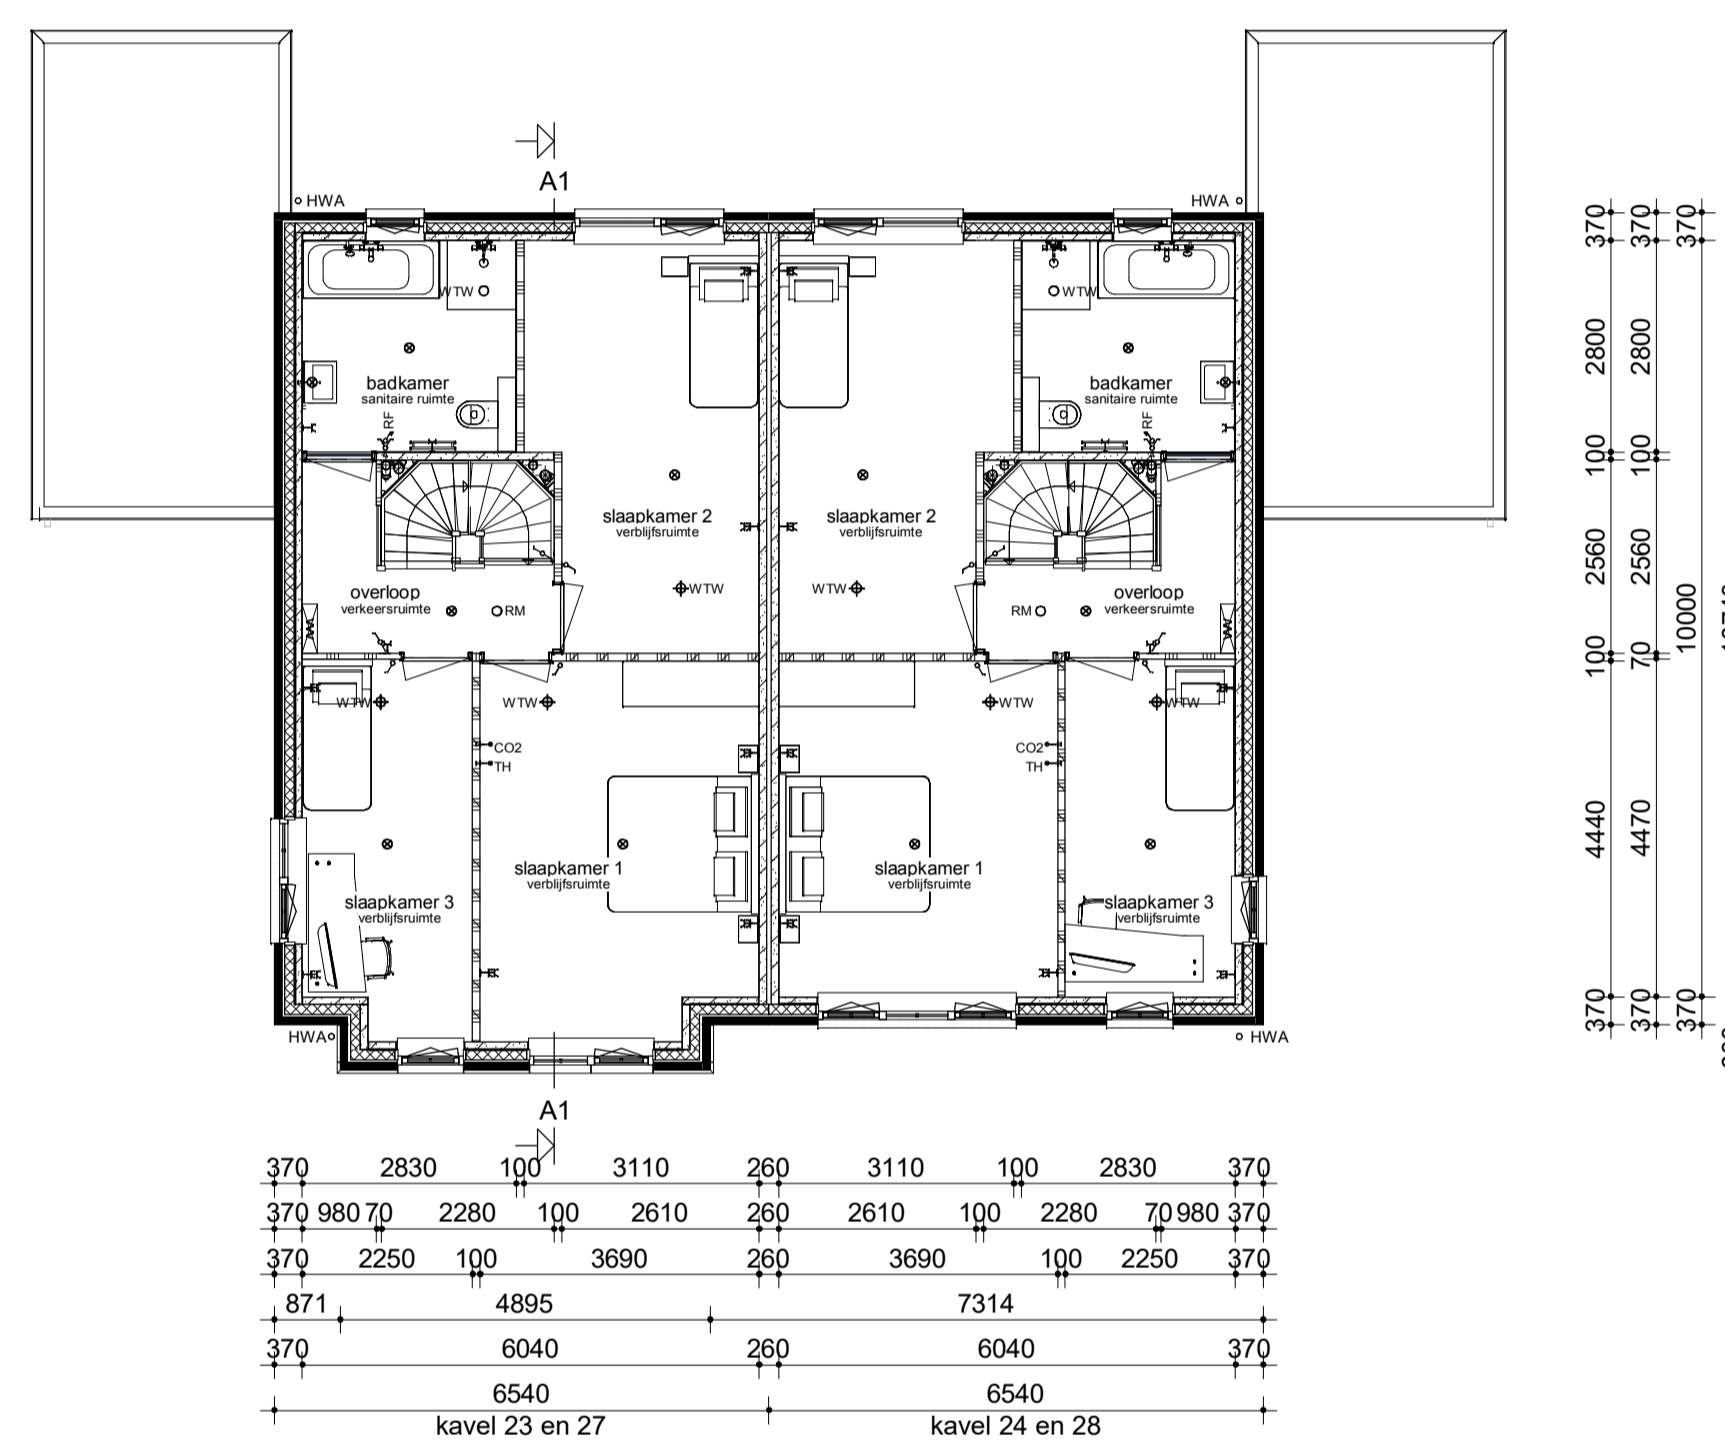 A1
HWA
HWA
WTW
WTW
badkamer
sanitaire ruimte
badkamer
sanitaire ruimte
RF
RF
slaapkamer 2
verblijfsruimte
slaapkamer 2
verblijfsruimte
overloop
verkeersruimte
RM
WTW
WTW
RM
overloop
verkeersruimte
WTW
WTW
WTW
WTW
CO2
TH
CO2
TH
slaapkamer 1
verblijfsruimte
slaapkamer 1
verblijfsruimte
slaapkamer 3
verblijfsruimte
slaapkamer 3
verblijfsruimte
HWA
HWA
A1
370 2830 100 3110 260 3110 100 2830 370
370 980 70 2280 100 2610 260 2610 100 2280 70 980 370
370 2250 100 3690 260 3690 100 2250 370
871 4895 7314
370 6040 260 6040 370
6540 6540
kavel 23 en 27 kavel 24 en 28
370 2800 100 2560 100 4440 370
370 2800 100 2560 70 4470 370
370 10000 370